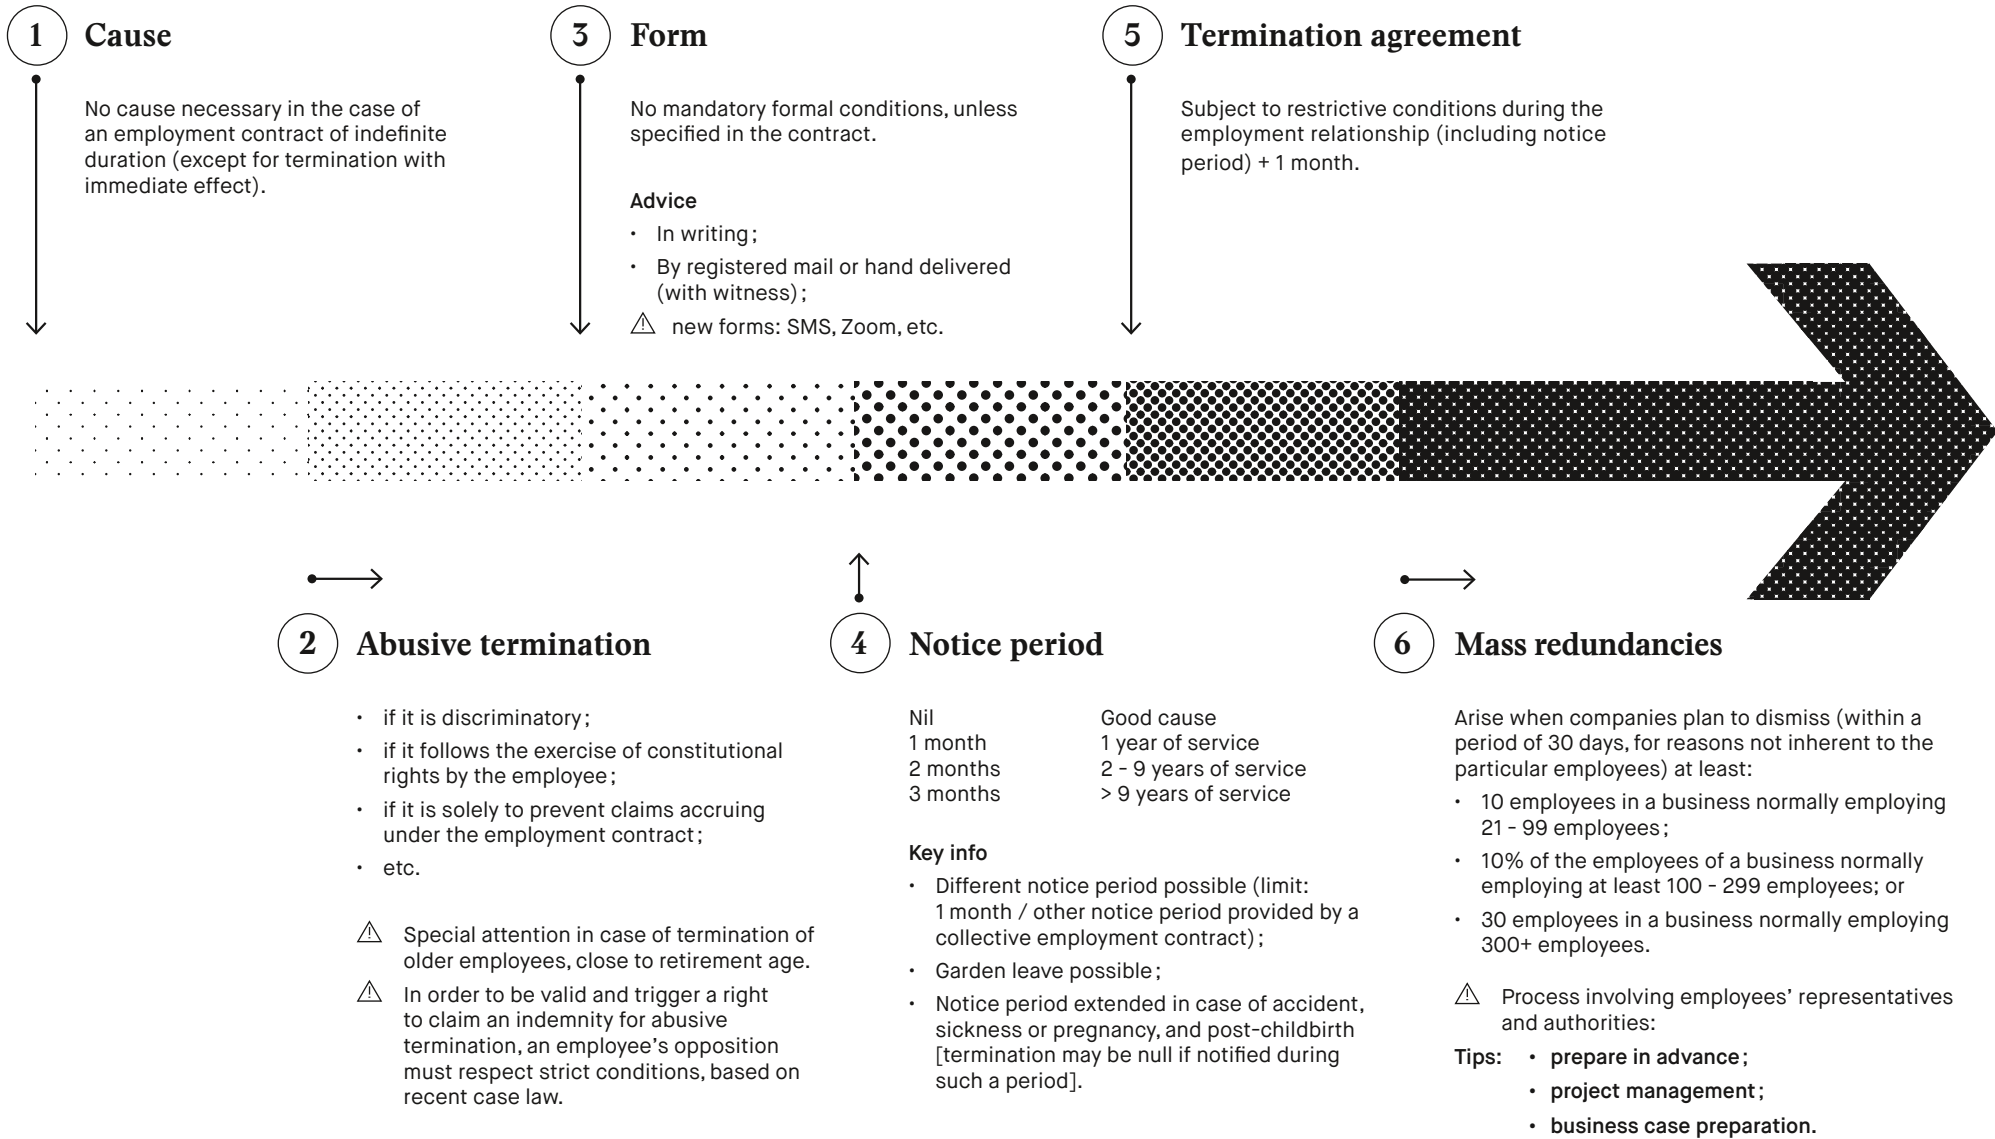 1 Cause
No cause necessary in the case of
an employment contract of indefinite
duration (except for termination with
immediate effect).
2 Abusive termination
• if it is discriminatory;
• if it follows the exercise of constitutional
rights by the employee;
• if it is solely to prevent claims accruing
under the employment contract;
• etc.
⚠ Special attention in case of termination of
older employees, close to retirement age.
⚠ In order to be valid and trigger a right
to claim an indemnity for abusive
termination, an employee’s opposition
must respect strict conditions, based on
recent case law.
3 Form
No mandatory formal conditions, unless
specified in the contract.
Advice
• In writing;
• By registered mail or hand delivered
(with witness);
⚠ new forms: SMS, Zoom, etc.
4 Notice period
Nil Good cause
1 month 1 year of service
2 months 2 - 9 years of service
3 months > 9 years of service
Key info
• Different notice period possible (limit:
1 month / other notice period provided by a
collective employment contract);
• Garden leave possible;
• Notice period extended in case of accident,
sickness or pregnancy, and post-childbirth
[termination may be null if notified during
such a period].
5 Termination agreement
Subject to restrictive conditions during the
employment relationship (including notice
period) + 1 month.
6 Mass redundancies
Arise when companies plan to dismiss (within a
period of 30 days, for reasons not inherent to the
particular employees) at least:
• 10 employees in a business normally employing
21 - 99 employees;
• 10% of the employees of a business normally
employing at least 100 - 299 employees; or
• 30 employees in a business normally employing
300+ employees.
⚠ Process involving employees’ representatives
and authorities:
Tips: • prepare in advance;
• project management;
• business case preparation.